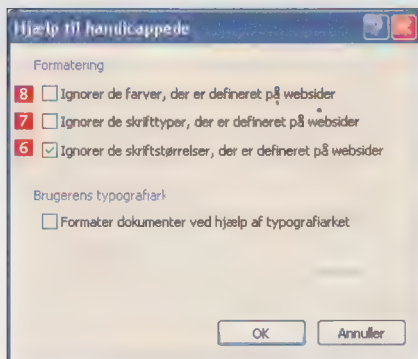 Hjælp til handicappede
Formatering
8 Ignorer de farver, der er defineret på websider
7 Ignorer de skrifttyper, der er defineret på websider
6 Ignorer de skriftstørrelser, der er defineret på websider
Brugerens typografiark
Formater dokumenter ved hjælp af typografiarket
OK Annuller